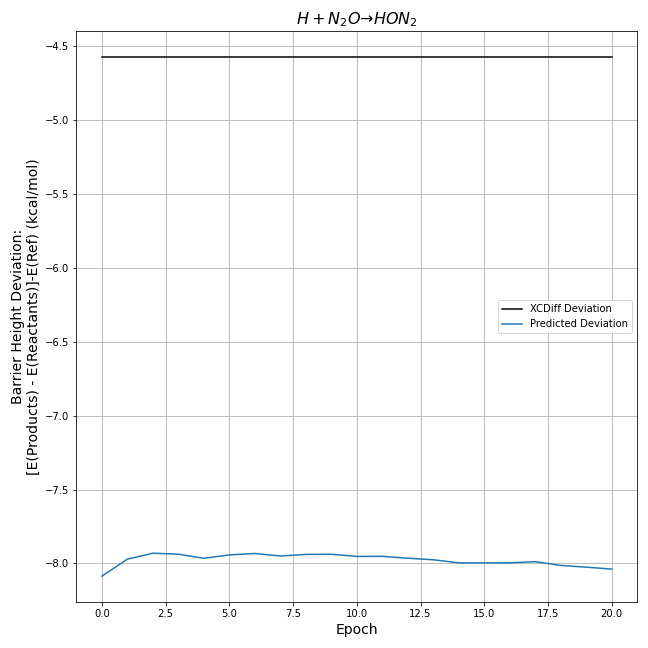 H + N₂O→HON₂
Barrier Height Deviation:
[E(Products) - E(Reactants)]-E(Ref) (kcal/mol)
−4.5
−5.0
−5.5
−6.0
−6.5
−7.0
−7.5
−8.0
XCDiff Deviation
Predicted Deviation
0.0 2.5 5.0 7.5 10.0 12.5 15.0 17.5 20.0
Epoch